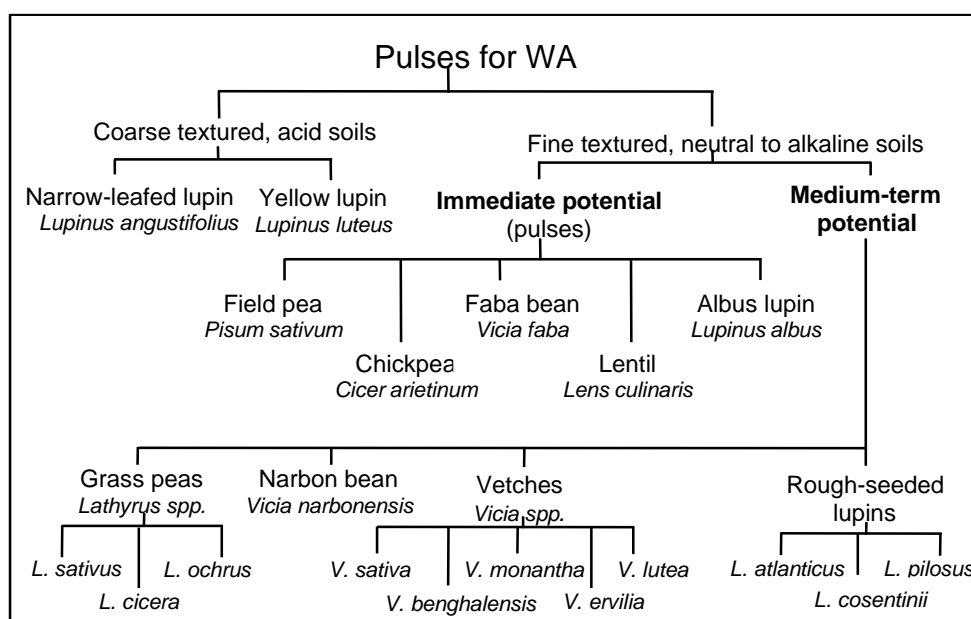 Pulses for WA
Coarse textured, acid soils
Fine textured, neutral to alkaline soils
Narrow-leafed lupin
Lupinus angustifolius
Yellow lupin
Lupinus luteus
Immediate potential
(pulses)
Medium-term
potential
Field pea
Pisum sativum
Chickpea
Cicer arietinum
Faba bean
Vicia faba
Lentil
Lens culinaris
Albus lupin
Lupinus albus
Grass peas
Lathyrus spp.
Narbon bean
Vicia narbonensis
Vetches
Vicia spp.
Rough-seeded
lupins
L. sativus
L. cicera
L. ochrus
V. sativa
V. benghalensis
V. monantha
V. ervilia
V. lutea
L. atlanticus
L. cosentinii
L. pilosus